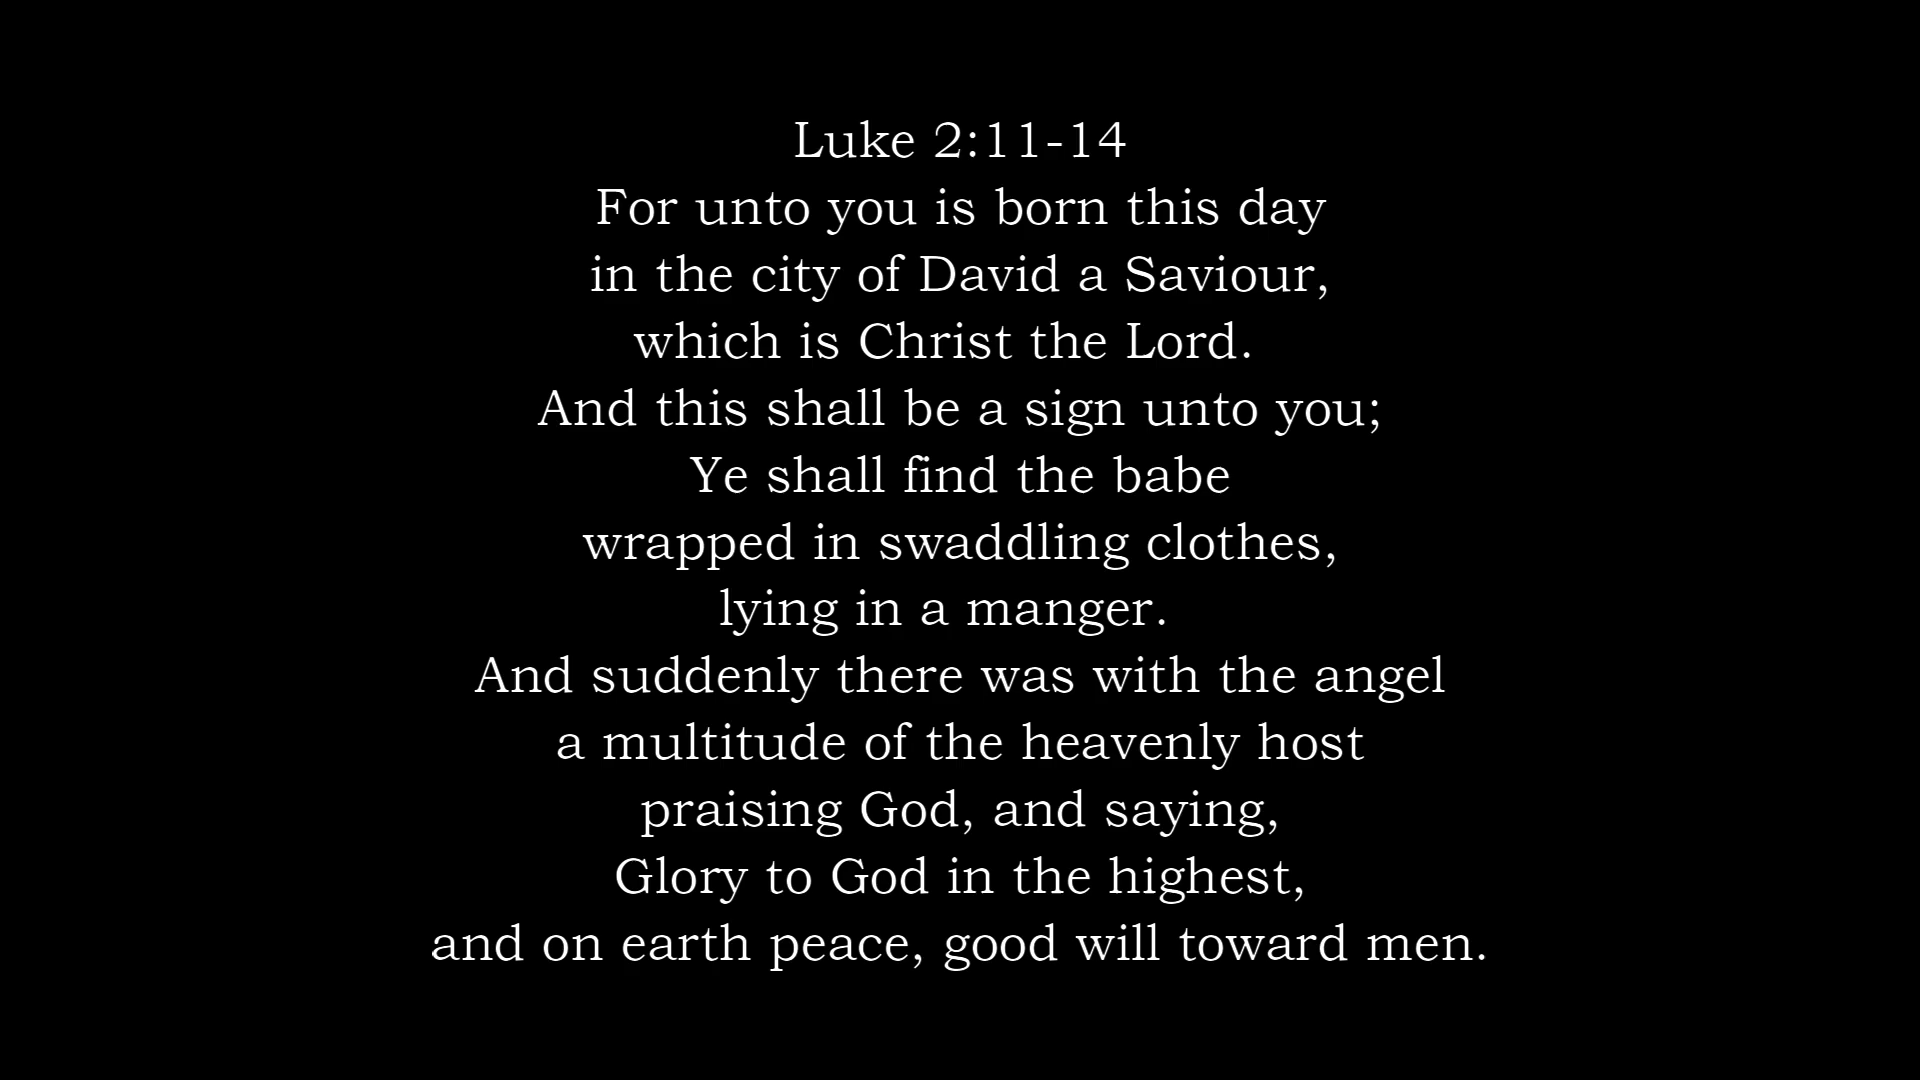 Luke 2:11-14
For unto you is born this day
in the city of David a Saviour,
which is Christ the Lord.
And this shall be a sign unto you;
Ye shall find the babe
wrapped in swaddling clothes,
lying in a manger.
And suddenly there was with the angel
a multitude of the heavenly host
praising God, and saying,
Glory to God in the highest,
and on earth peace, good will toward men.